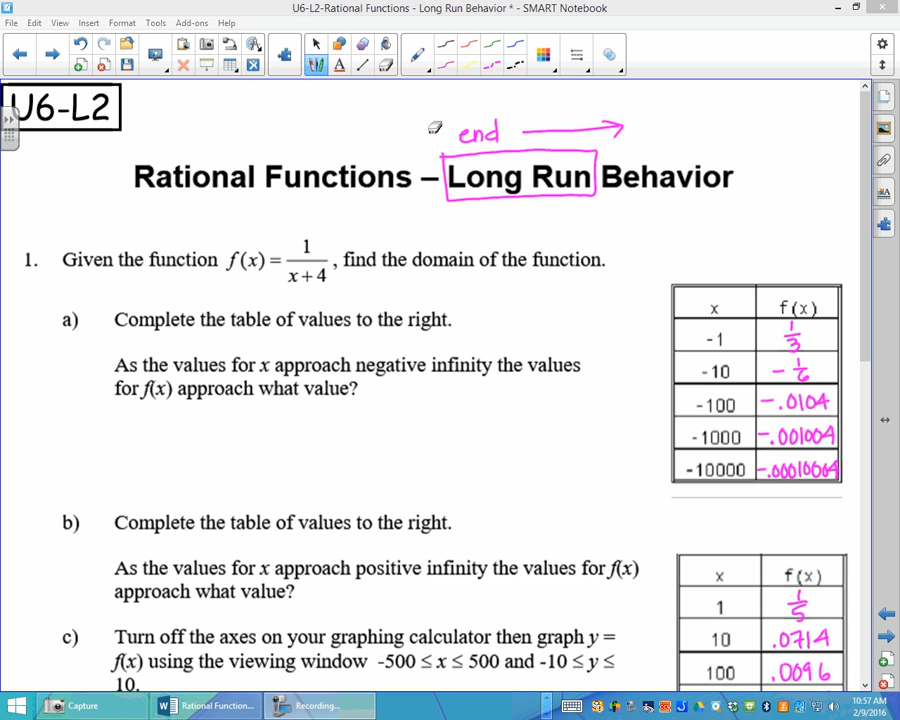 U6-L2-Rational Functions - Long Run Behavior * - SMART Notebook
File Edit View Insert Format Tools Add-ons Help
U6-L2
end
Rational Functions – Long Run Behavior
1. Given the function f(x) = 1/(x+4), find the domain of the function.
a) Complete the table of values to the right.
As the values for x approach negative infinity the values
for f(x) approach what value?
x f(x)
-1 1/3
-10 -1/6
-100 -.0104
-1000 -.001004
-10000 -.00010004
b) Complete the table of values to the right.
As the values for x approach positive infinity the values for f(x)
approach what value?
c) Turn off the axes on your graphing calculator then graph y =
f(x) using the viewing window -500 ≤ x ≤ 500 and -10 ≤ y ≤
10.
x f(x)
1 1/5
10 .0714
100 .0096
Capture
Rational Function...
Recording...
10:57 AM
2/9/2016